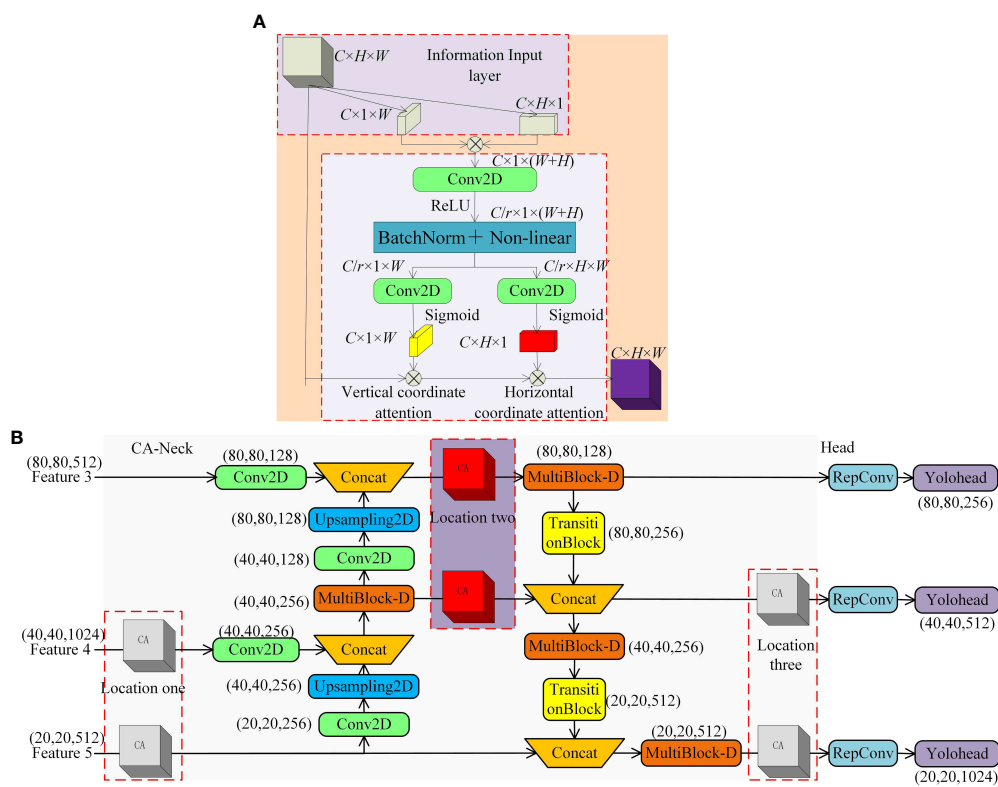 A
C×H×W
Information Input
layer
C×1×W
C×H×1
C×1×(W+H)
Conv2D
ReLU
C/r×1×(W+H)
BatchNorm＋ Non-linear
C/r×1×W
C/r×H×W
Conv2D
Conv2D
Sigmoid
Sigmoid
C×1×W
C×H×1
C×H×W
Vertical coordinate
attention
Horizontal
coordinate attention
B
CA-Neck
Head
(80,80,512)
Feature 3
(80,80,128)
Conv2D
Concat
CA
(80,80,128)
MultiBlock-D
RepConv
Yolohead
(80,80,256)
(80,80,128)
Upsampling2D
Location two
Transiti
onBlock
(80,80,256)
(40,40,128)
Conv2D
(40,40,256)
MultiBlock-D
CA
Concat
CA
RepConv
Yolohead
(40,40,512)
(40,40,1024)
Feature 4
CA
Location one
(40,40,256)
Conv2D
Concat
MultiBlock-D
(40,40,256)
Location
three
(40,40,256)
Upsampling2D
Transiti
onBlock
(20,20,512)
(20,20,256)
Conv2D
(20,20,512)
Feature 5
CA
Concat
(20,20,512)
MultiBlock-D
CA
RepConv
Yolohead
(20,20,1024)